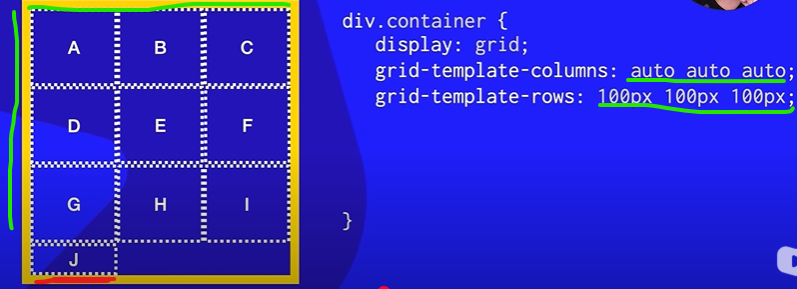 A B C
D E F
G H I
J
div.container {
display: grid;
grid-template-columns: auto auto auto;
grid-template-rows: 100px 100px 100px;
}